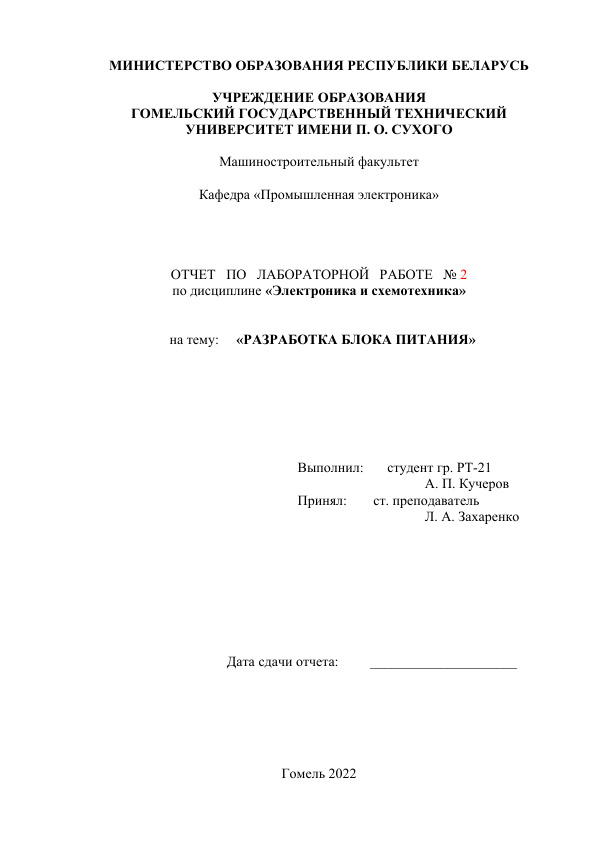 МИНИСТЕРСТВО ОБРАЗОВАНИЯ РЕСПУБЛИКИ БЕЛАРУСЬ
УЧРЕЖДЕНИЕ ОБРАЗОВАНИЯ
ГОМЕЛЬСКИЙ ГОСУДАРСТВЕННЫЙ ТЕХНИЧЕСКИЙ
УНИВЕРСИТЕТ ИМЕНИ П. О. СУХОГО
Машиностроительный факультет
Кафедра «Промышленная электроника»
ОТЧЕТ ПО ЛАБОРАТОРНОЙ РАБОТЕ № 2
по дисциплине «Электроника и схемотехника»
на тему: «РАЗРАБОТКА БЛОКА ПИТАНИЯ»
Выполнил: студент гр. РТ-21
А. П. Кучеров
Принял: ст. преподаватель
Л. А. Захаренко
Дата сдачи отчета: _____________________
Гомель 2022